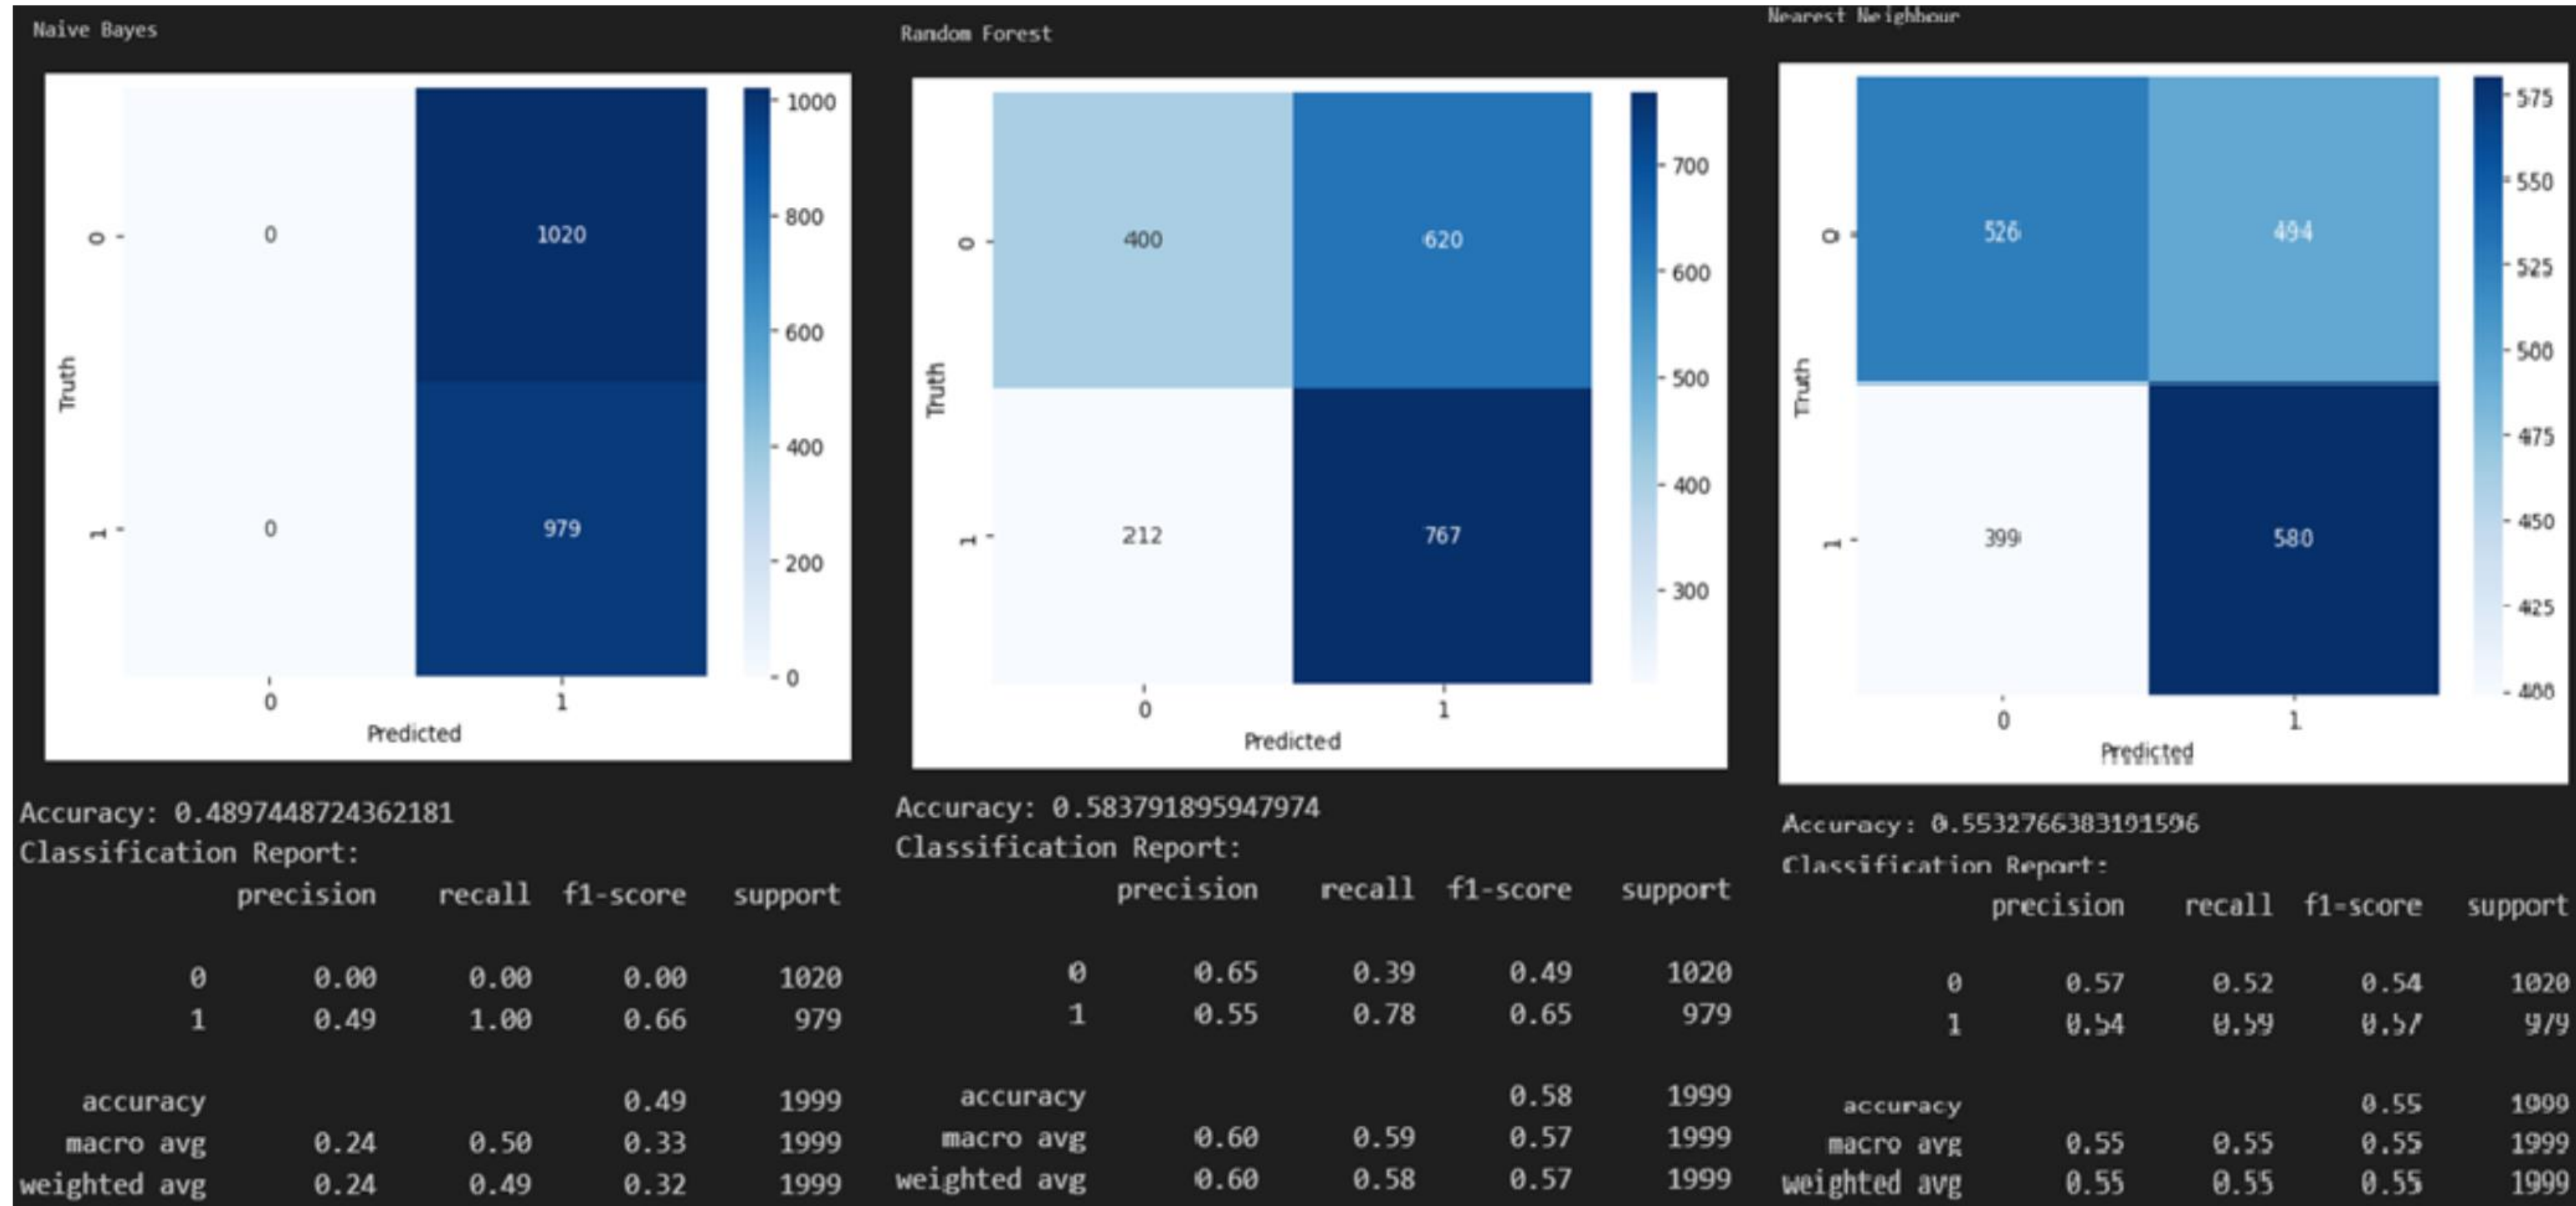 Naive Bayes
1000
800
600
400
200
0
0
1020
0
979
0
1
Truth
0
1
Predicted
Accuracy: 0.4897448724362181
Classification Report:
precision recall f1-score support
0 0.00 0.00 0.00 1020
1 0.49 1.00 0.66 979
accuracy 0.49 1999
macro avg 0.24 0.50 0.33 1999
weighted avg 0.24 0.49 0.32 1999
Random Forest
700
600
500
400
300
400
620
212
767
0
1
Truth
0
1
Predicted
Accuracy: 0.583791895947974
Classification Report:
precision recall f1-score support
0 0.65 0.39 0.49 1020
1 0.55 0.78 0.65 979
accuracy 0.58 1999
macro avg 0.60 0.59 0.57 1999
weighted avg 0.60 0.58 0.57 1999
Nearest Neighbour
575
550
525
500
475
450
425
400
526
494
399
580
0
1
Truth
0
1
Predicted
Accuracy: 0.5532766383191596
Classification Report:
precision recall f1-score support
0 0.57 0.52 0.54 1020
1 0.54 0.59 0.57 979
accuracy 0.55 1999
macro avg 0.55 0.55 0.55 1999
weighted avg 0.55 0.55 0.55 1999